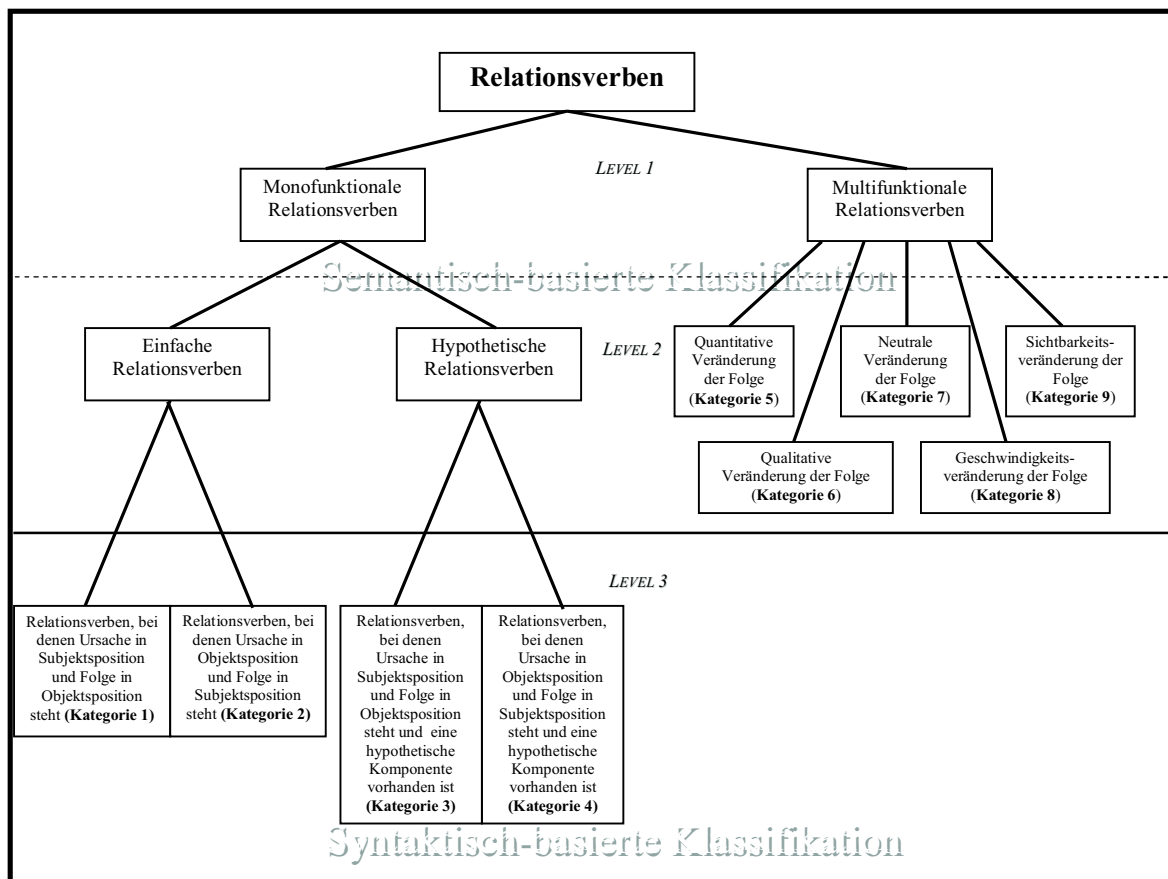 Relationsverben
LEVEL 1
Monofunktionale
Relationsverben
Multifunktionale
Relationsverben
Semantisch-basierte Klassifikation
Einfache
Relationsverben
Hypothetische
Relationsverben
LEVEL 2
Quantitative
Veränderung
der Folge
(Kategorie 5)
Neutrale
Veränderung
der Folge
(Kategorie 7)
Sichtbarkeits-
veränderung der
Folge
(Kategorie 9)
Qualitative
Veränderung der Folge
(Kategorie 6)
Geschwindigkeits-
veränderung der Folge
(Kategorie 8)
LEVEL 3
Relationsverben, bei
denen Ursache in
Subjektsposition
und Folge in
Objektsposition
steht (Kategorie 1)
Relationsverben, bei
denen Ursache in
Objektsposition
und Folge in
Subjektsposition
steht (Kategorie 2)
Relationsverben,
bei denen
Ursache in
Subjektsposition
und Folge in
Objektsposition
steht und eine
hypothetische
Komponente
vorhanden ist
(Kategorie 3)
Relationsverben,
bei denen
Ursache in
Objektsposition
und Folge in
Subjektsposition
steht und eine
hypothetische
Komponente
vorhanden ist
(Kategorie 4)
Syntaktisch-basierte Klassifikation